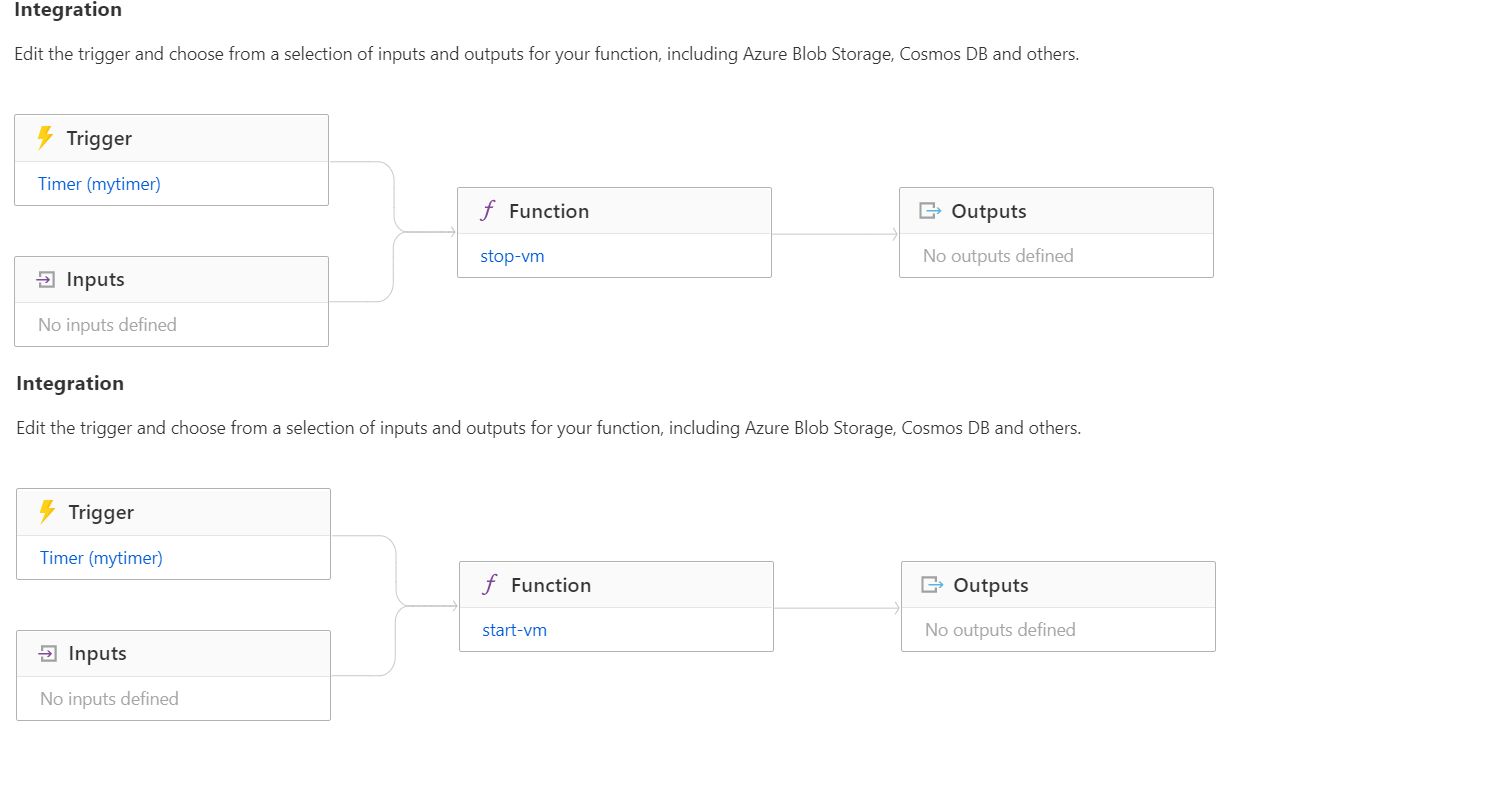 Integration
Edit the trigger and choose from a selection of inputs and outputs for your function, including Azure Blob Storage, Cosmos DB and others.
Trigger
Timer (mytimer)
Inputs
No inputs defined
Function
stop-vm
Outputs
No outputs defined
Integration
Edit the trigger and choose from a selection of inputs and outputs for your function, including Azure Blob Storage, Cosmos DB and others.
Trigger
Timer (mytimer)
Inputs
No inputs defined
Function
start-vm
Outputs
No outputs defined